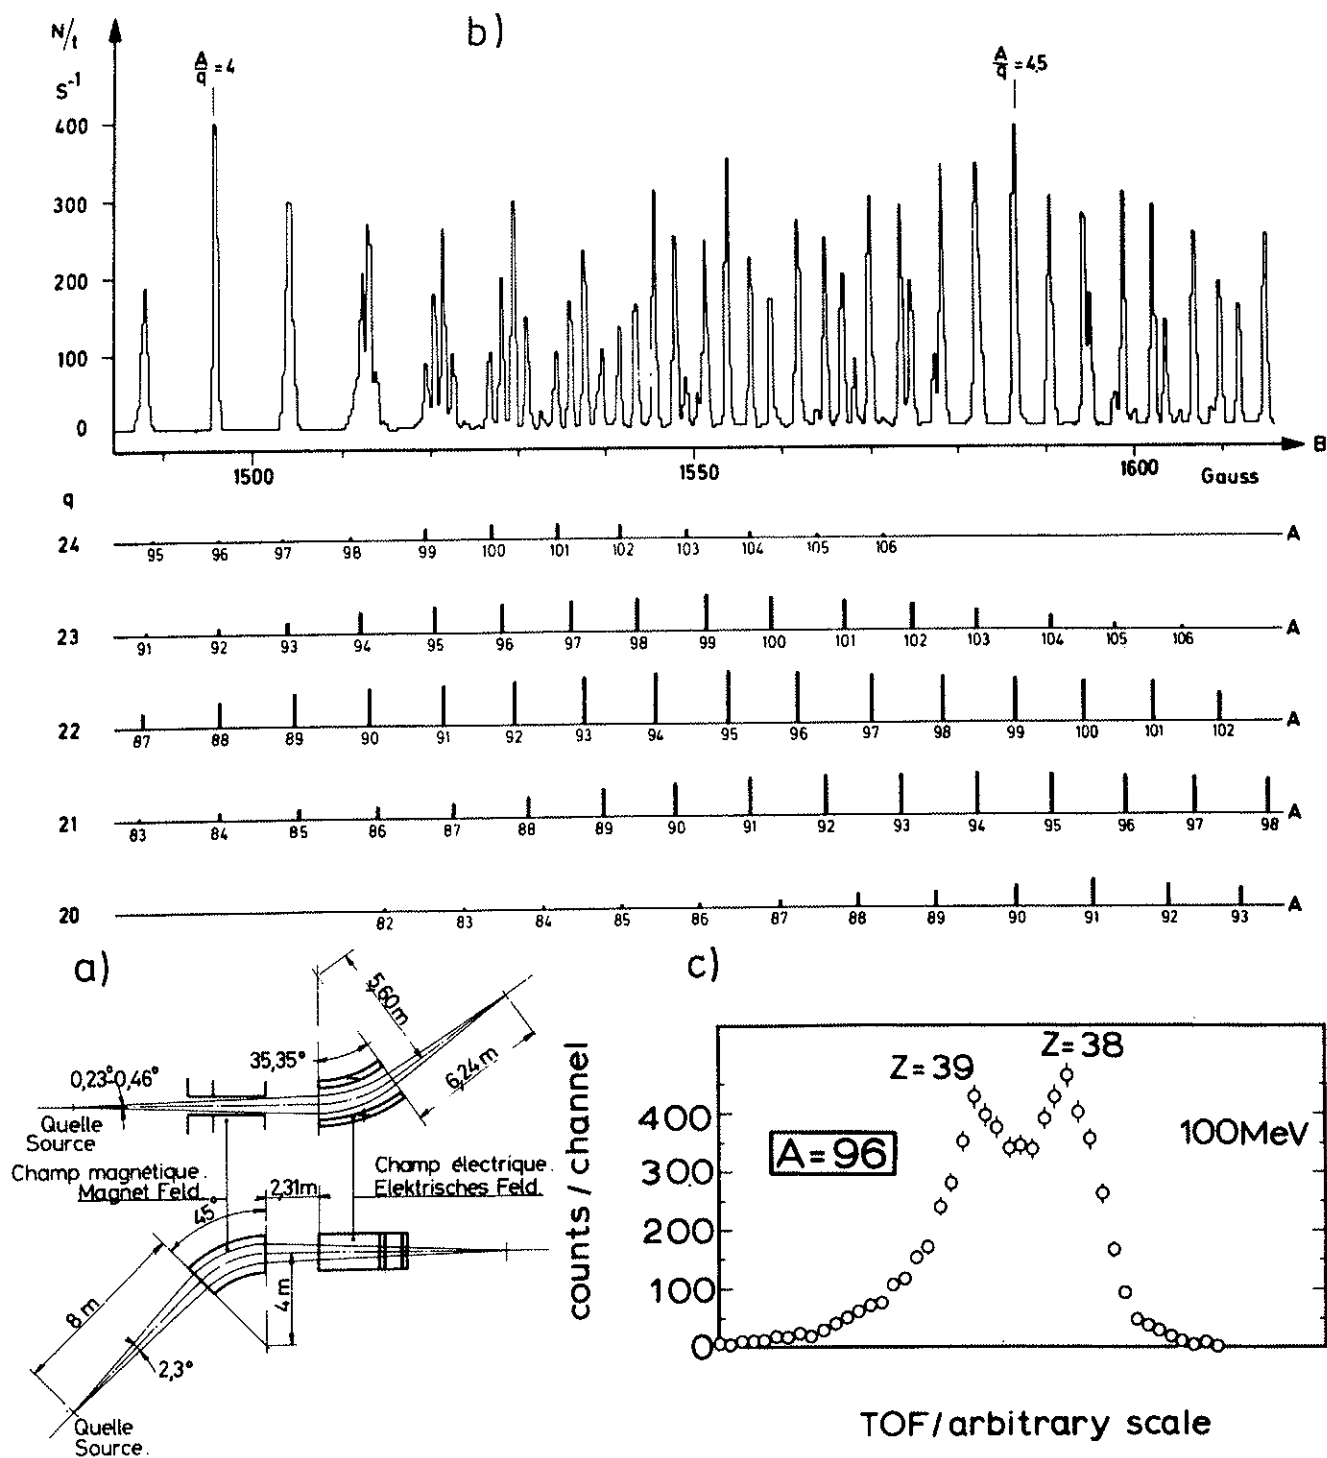 b)
N/t
S⁻¹
A/q = 4
A/q = 4,5
400
300
200
100
0
1500
1550
1600
Gauss
B
q
24
95 96 97 98 99 100 101 102 103 104 105 106
A
23
91 92 93 94 95 96 97 98 99 100 101 102 103 104 105 106
A
22
87 88 89 90 91 92 93 94 95 96 97 98 99 100 101 102
A
21
83 84 85 86 87 88 89 90 91 92 93 94 95 96 97 98
A
20
82 83 84 85 86 87 88 89 90 91 92 93
A
a)
5,60m
35,35°
6,24m
0,23°-0,46°
Quelle
Source
Champ magnétique.
Magnet Feld.
Champ électrique.
Elektrisches Feld.
2,31m
45°
8m
4m
2,3°
Quelle
Source.
c)
Z=39
Z=38
A=96
100MeV
400
300
200
100
0
counts / channel
TOF/arbitrary scale